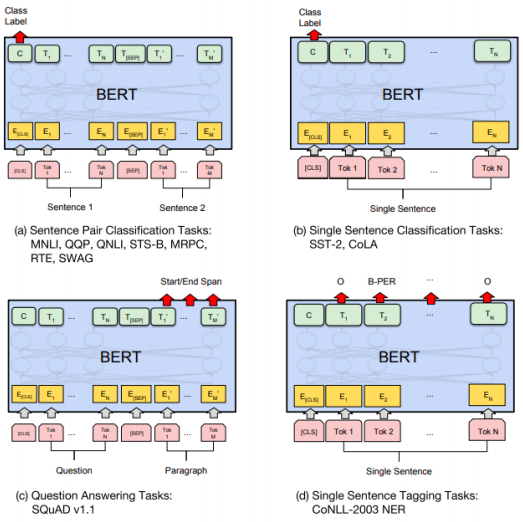 Class
Label
C T1 ... TN T[SEP] T1' ... TM'
BERT
E[CLS] E1 ... EN E[SEP] E1' ... EM'
[CLS] Tok 1 ... Tok N [SEP] Tok 1 ... Tok M
Sentence 1 Sentence 2
(a) Sentence Pair Classification Tasks:
MNLI, QQP, QNLI, STS-B, MRPC,
RTE, SWAG
Class
Label
C T1 T2 ... TN
BERT
E[CLS] E1 E2 ... EN
[CLS] Tok 1 Tok 2 ... Tok N
Single Sentence
(b) Single Sentence Classification Tasks:
SST-2, CoLA
Start/End Span
C T1 ... TN T[SEP] T1' ... TM'
BERT
E[CLS] E1 ... EN E[SEP] E1' ... EM'
[CLS] Tok 1 ... Tok N [SEP] Tok 1 ... Tok M
Question Paragraph
(c) Question Answering Tasks:
SQuAD v1.1
O B-PER ... O
C T1 T2 ... TN
BERT
E[CLS] E1 E2 ... EN
[CLS] Tok 1 Tok 2 ... Tok N
Single Sentence
(d) Single Sentence Tagging Tasks:
CoNLL-2003 NER